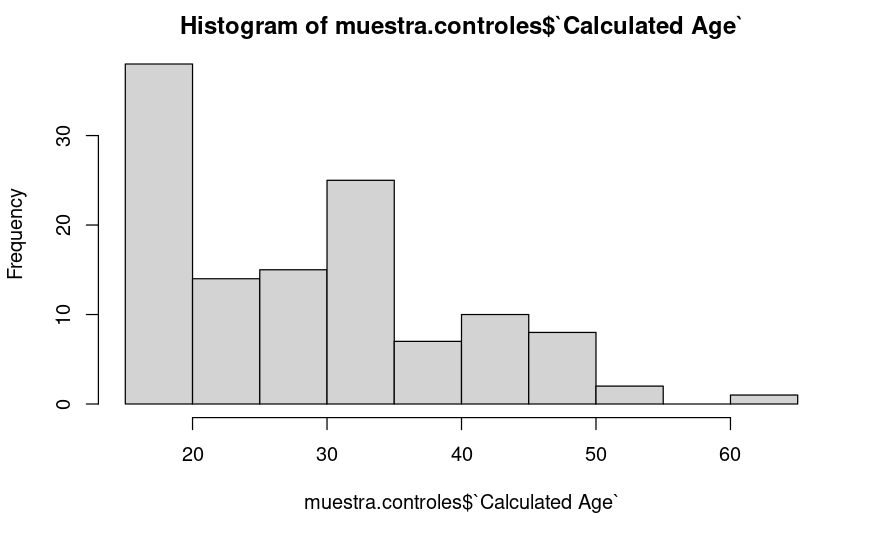 Histogram of muestra.controles$`Calculated Age`
30
20
10
0
Frequency
20 30 40 50 60
muestra.controles$`Calculated Age`